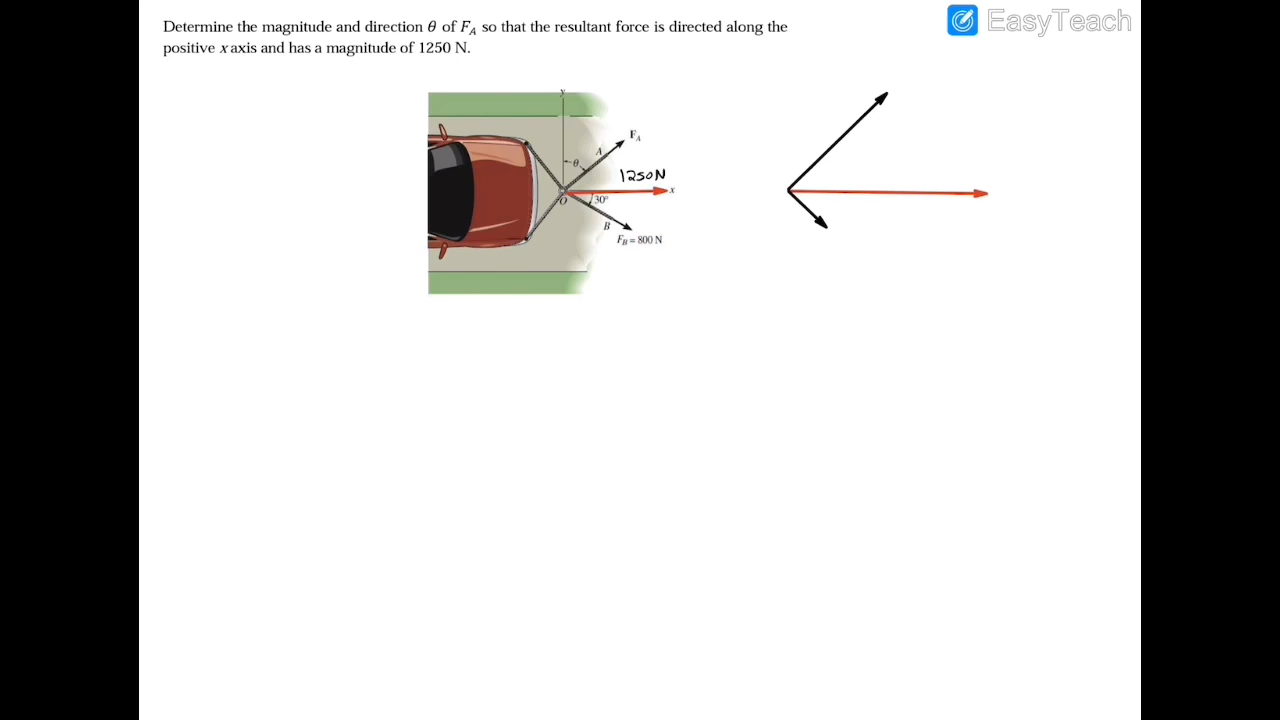 EasyTeach
Determine the magnitude and direction θ of F_A so that the resultant force is directed along the
positive x axis and has a magnitude of 1250 N.
y
F_A
A
θ
1250N
x
O
30°
B
F_B = 800 N